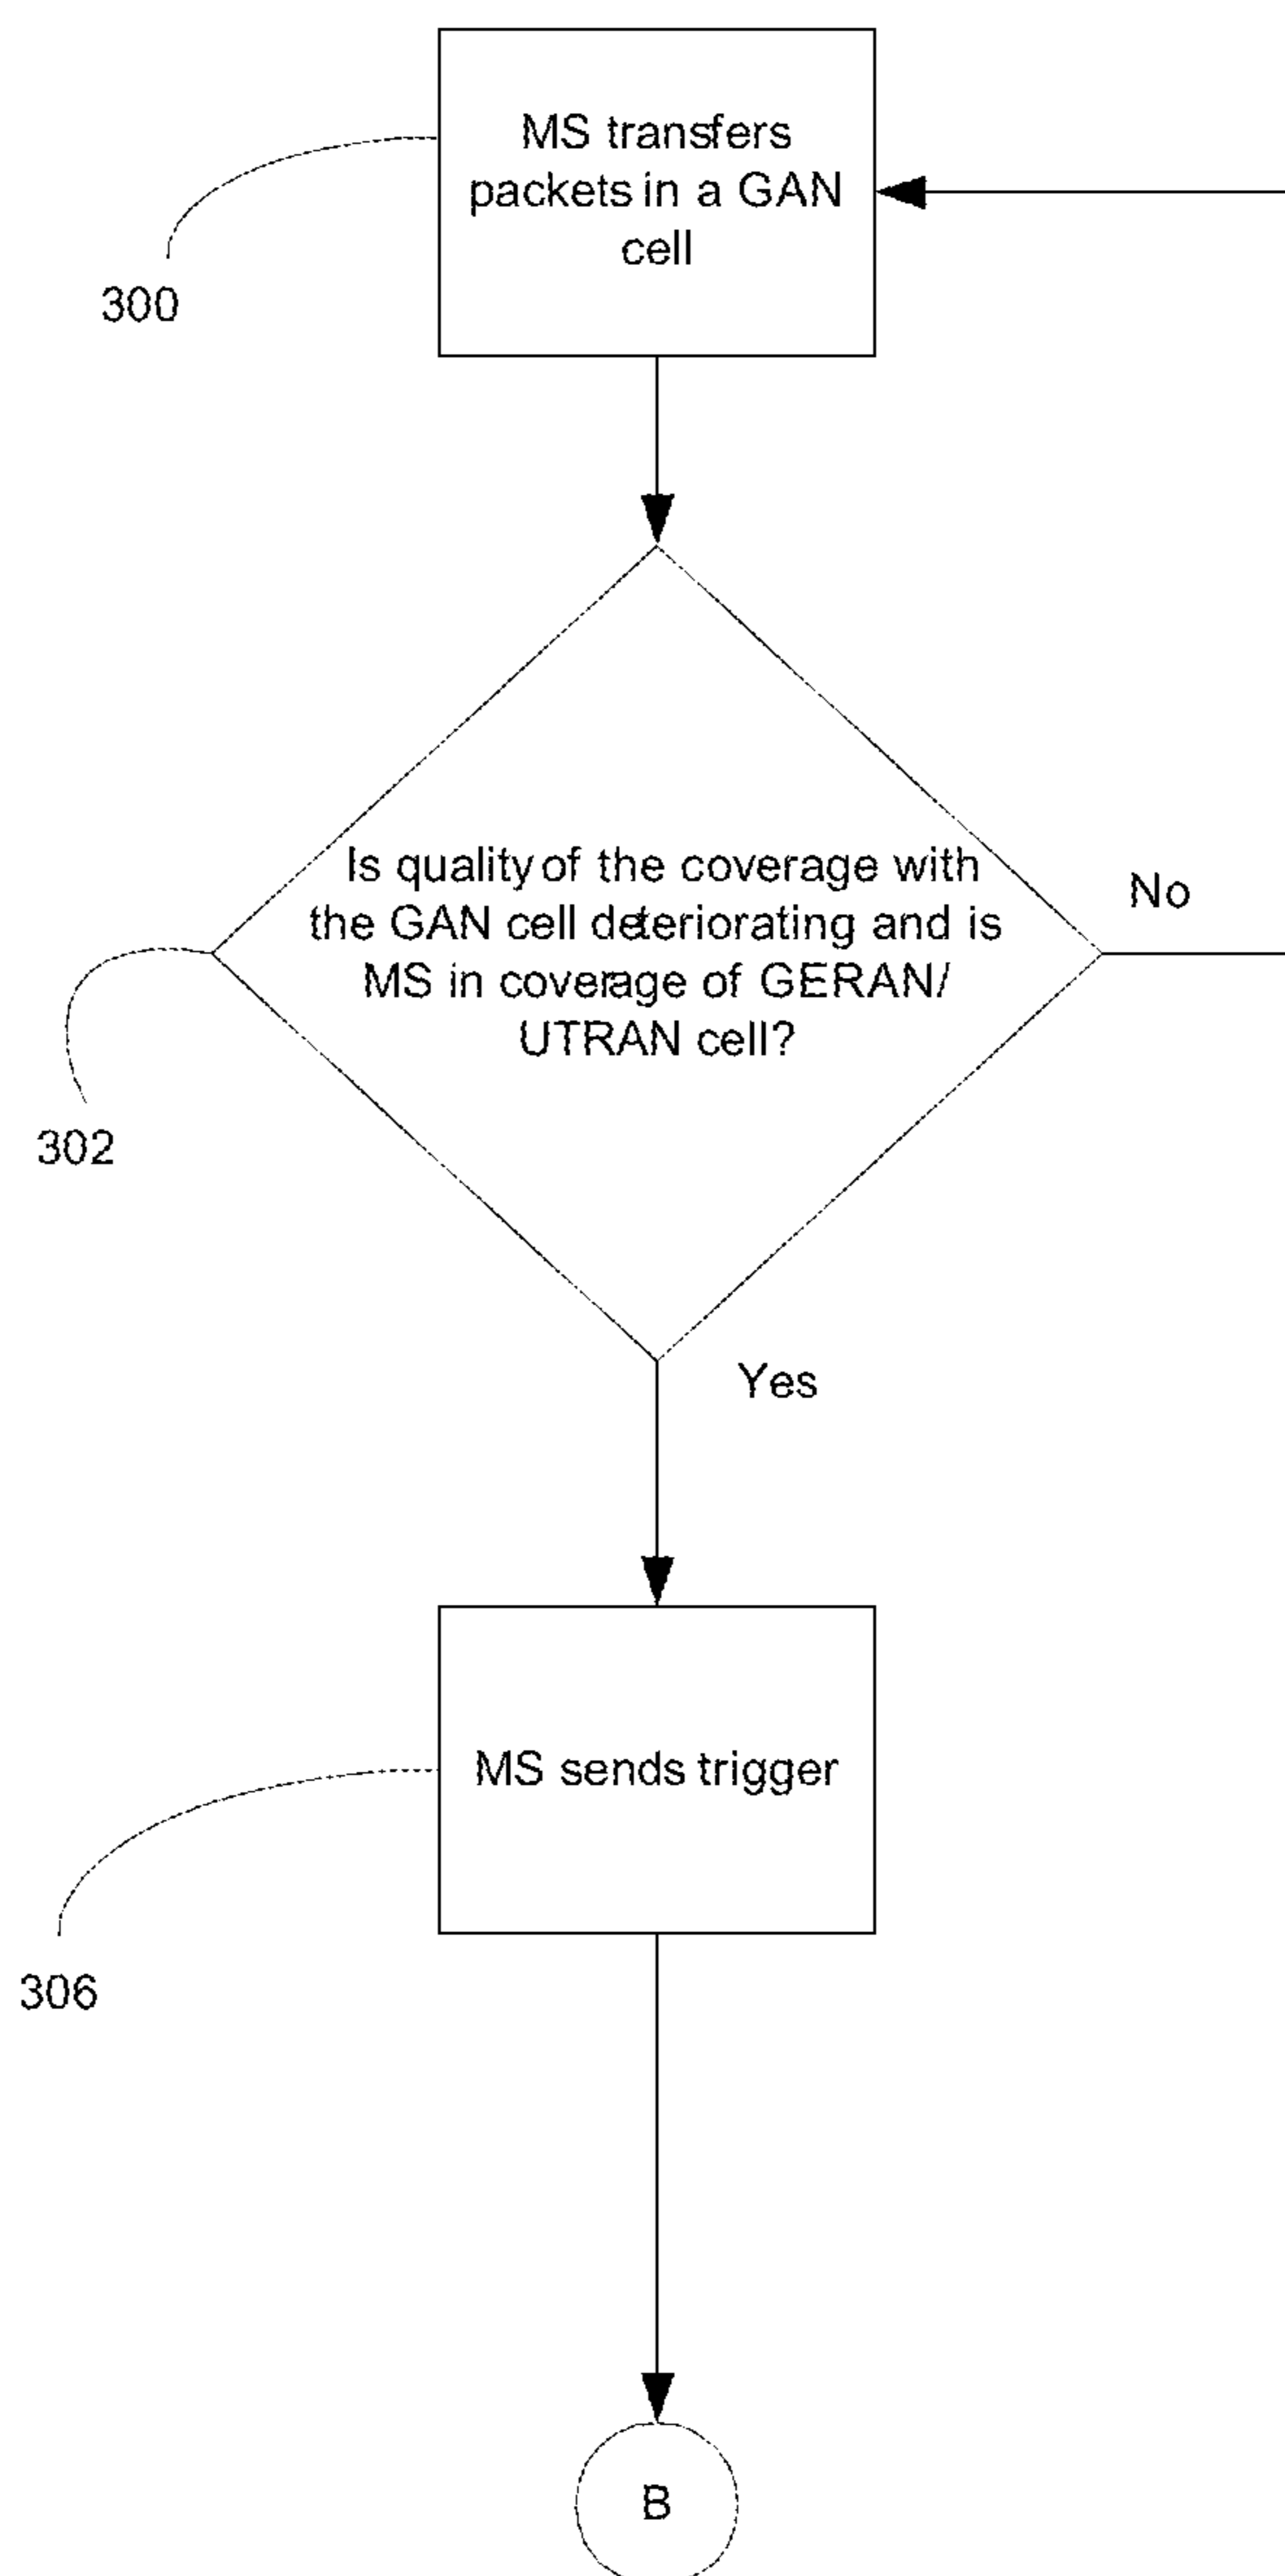 MS transfers
packets in a GAN
cell
300
Is quality of the coverage with
the GAN cell deteriorating and is
MS in coverage of GERAN/
UTRAN cell?
No
302
Yes
MS sends trigger
306
B